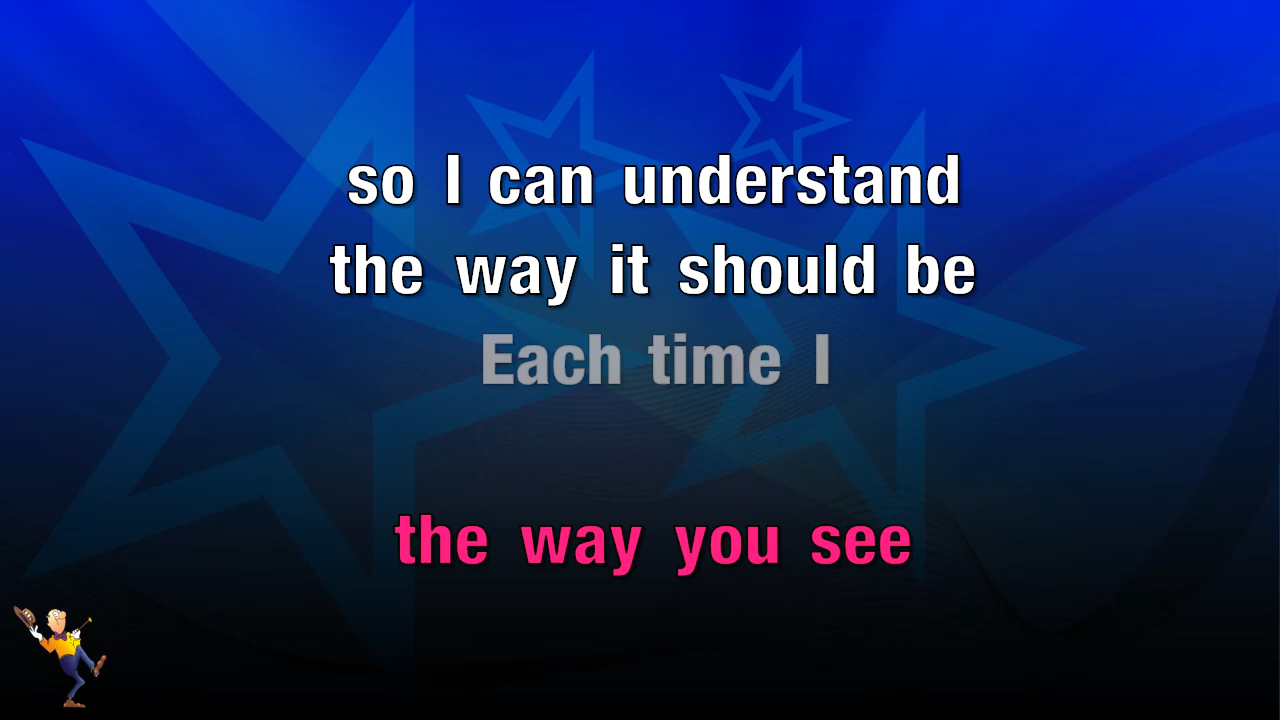 so I can understand
the way it should be
Each time I
the way you see